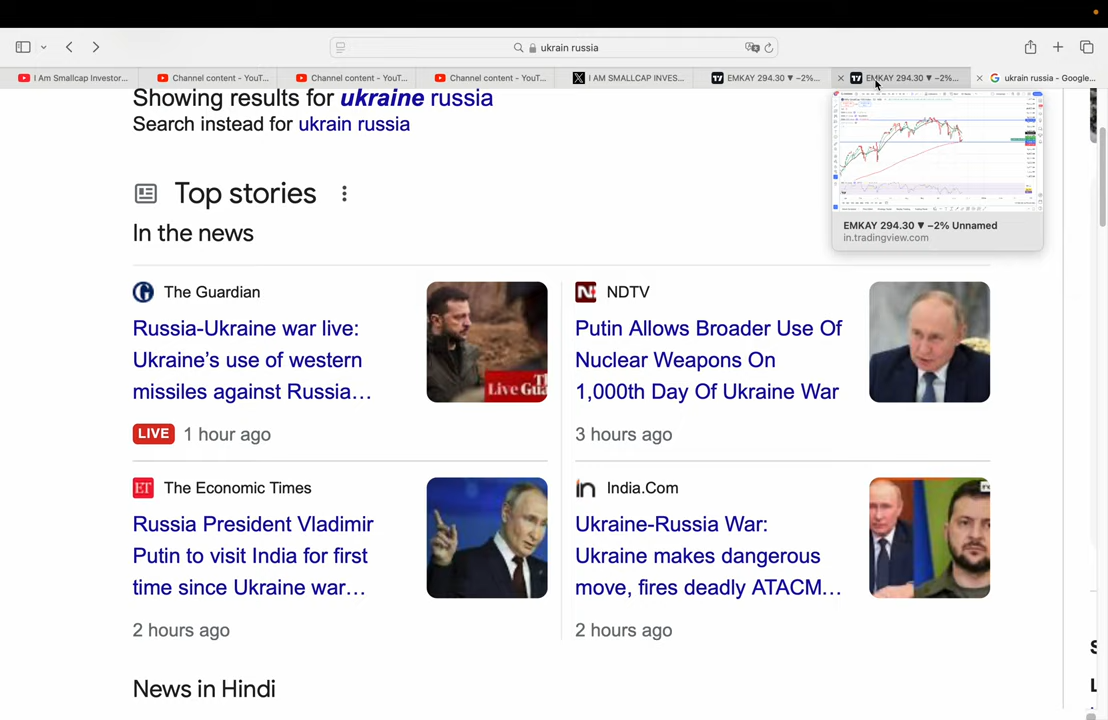 ukrain russia
I Am Smallcap Investor...
Channel content - YouT...
Channel content - YouT...
Channel content - YouT...
I AM SMALLCAP INVES...
EMKAY 294.30 ▼ −2%...
EMKAY 294.30 ▼ −2%...
ukrain russia - Google...
Showing results for ukraine russia
Search instead for ukrain russia
EMKAY 294.30 ▼ −2% Unnamed
in.tradingview.com
Top stories
In the news
The Guardian
Russia-Ukraine war live:
Ukraine’s use of western
missiles against Russia...
LIVE 1 hour ago
Live Gua
NDTV
Putin Allows Broader Use Of
Nuclear Weapons On
1,000th Day Of Ukraine War
3 hours ago
ET The Economic Times
Russia President Vladimir
Putin to visit India for first
time since Ukraine war...
2 hours ago
in India.Com
Ukraine-Russia War:
Ukraine makes dangerous
move, fires deadly ATACM...
2 hours ago
News in Hindi